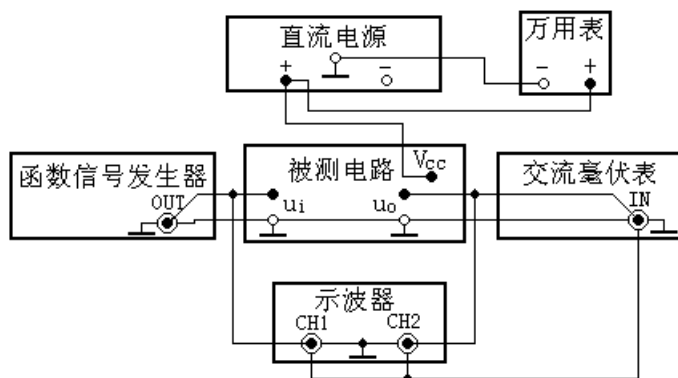 直流电源
+
-
万用表
-
+
函数信号发生器
OUT
被测电路
Vcc
ui
uo
交流毫伏表
IN
示波器
CH1
CH2